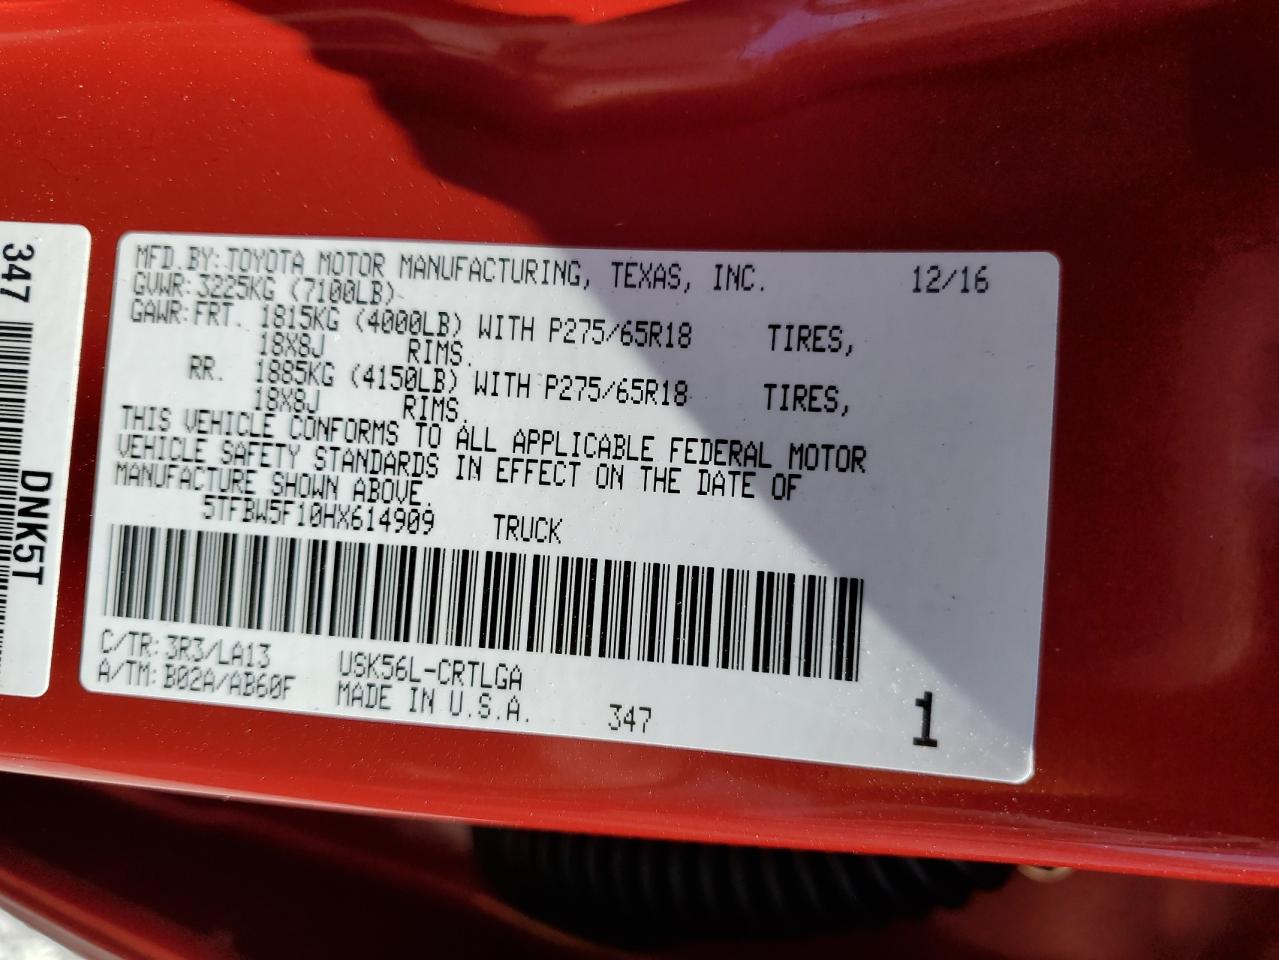 347
DNK5T
MFD.BY:TOYOTA MOTOR MANUFACTURING, TEXAS, INC. 12/16
GVWR:3225KG (7100LB)
GAWR:FRT. 1815KG (4000LB) WITH P275/65R18 TIRES,
18X8J RIMS.
RR. 1885KG (4150LB) WITH P275/65R18 TIRES,
18X8J RIMS.
THIS VEHICLE CONFORMS TO ALL APPLICABLE FEDERAL MOTOR
VEHICLE SAFETY STANDARDS IN EFFECT ON THE DATE OF
MANUFACTURE SHOWN ABOVE.
5TFBW5F10HX614909 TRUCK
C/TR:3R3/LA13 USK56L-CRTLGA
A/TM:B02A/AB60F MADE IN U.S.A. 347 1